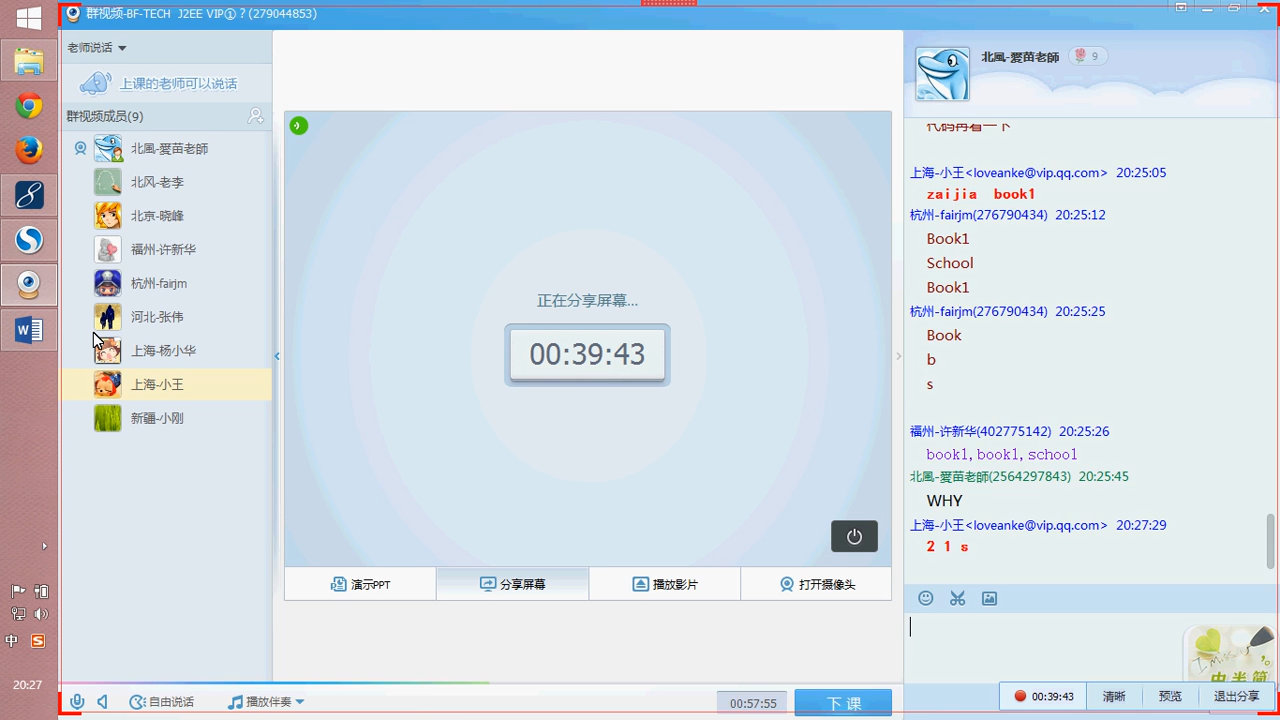 群视频-BF-TECH J2EE VIP①？(279044853)
老师说话
上课的老师可以说话
群视频成员(9)
北風-愛苗老師
北风-老李
北京-晓峰
福州-许新华
杭州-fairjm
河北-张伟
上海-杨小华
上海-小王
新疆-小刚
正在分享屏幕...
00:39:43
演示PPT
分享屏幕
播放影片
打开摄像头
自由说话
播放伴奏
00:57:55
下 课
北風-愛苗老師
9
代码再看一下
上海-小王<loveanke@vip.qq.com> 20:25:05
zaijia book1
杭州-fairjm(276790434) 20:25:12
Book1
School
Book1
杭州-fairjm(276790434) 20:25:25
Book
b
s
福州-许新华(402775142) 20:25:26
book1,book1,school
北風-愛苗老師(2564297843) 20:25:45
WHY
上海-小王<loveanke@vip.qq.com> 20:27:29
2 1 s
00:39:43
清晰
预览
退出分享
中
20:27